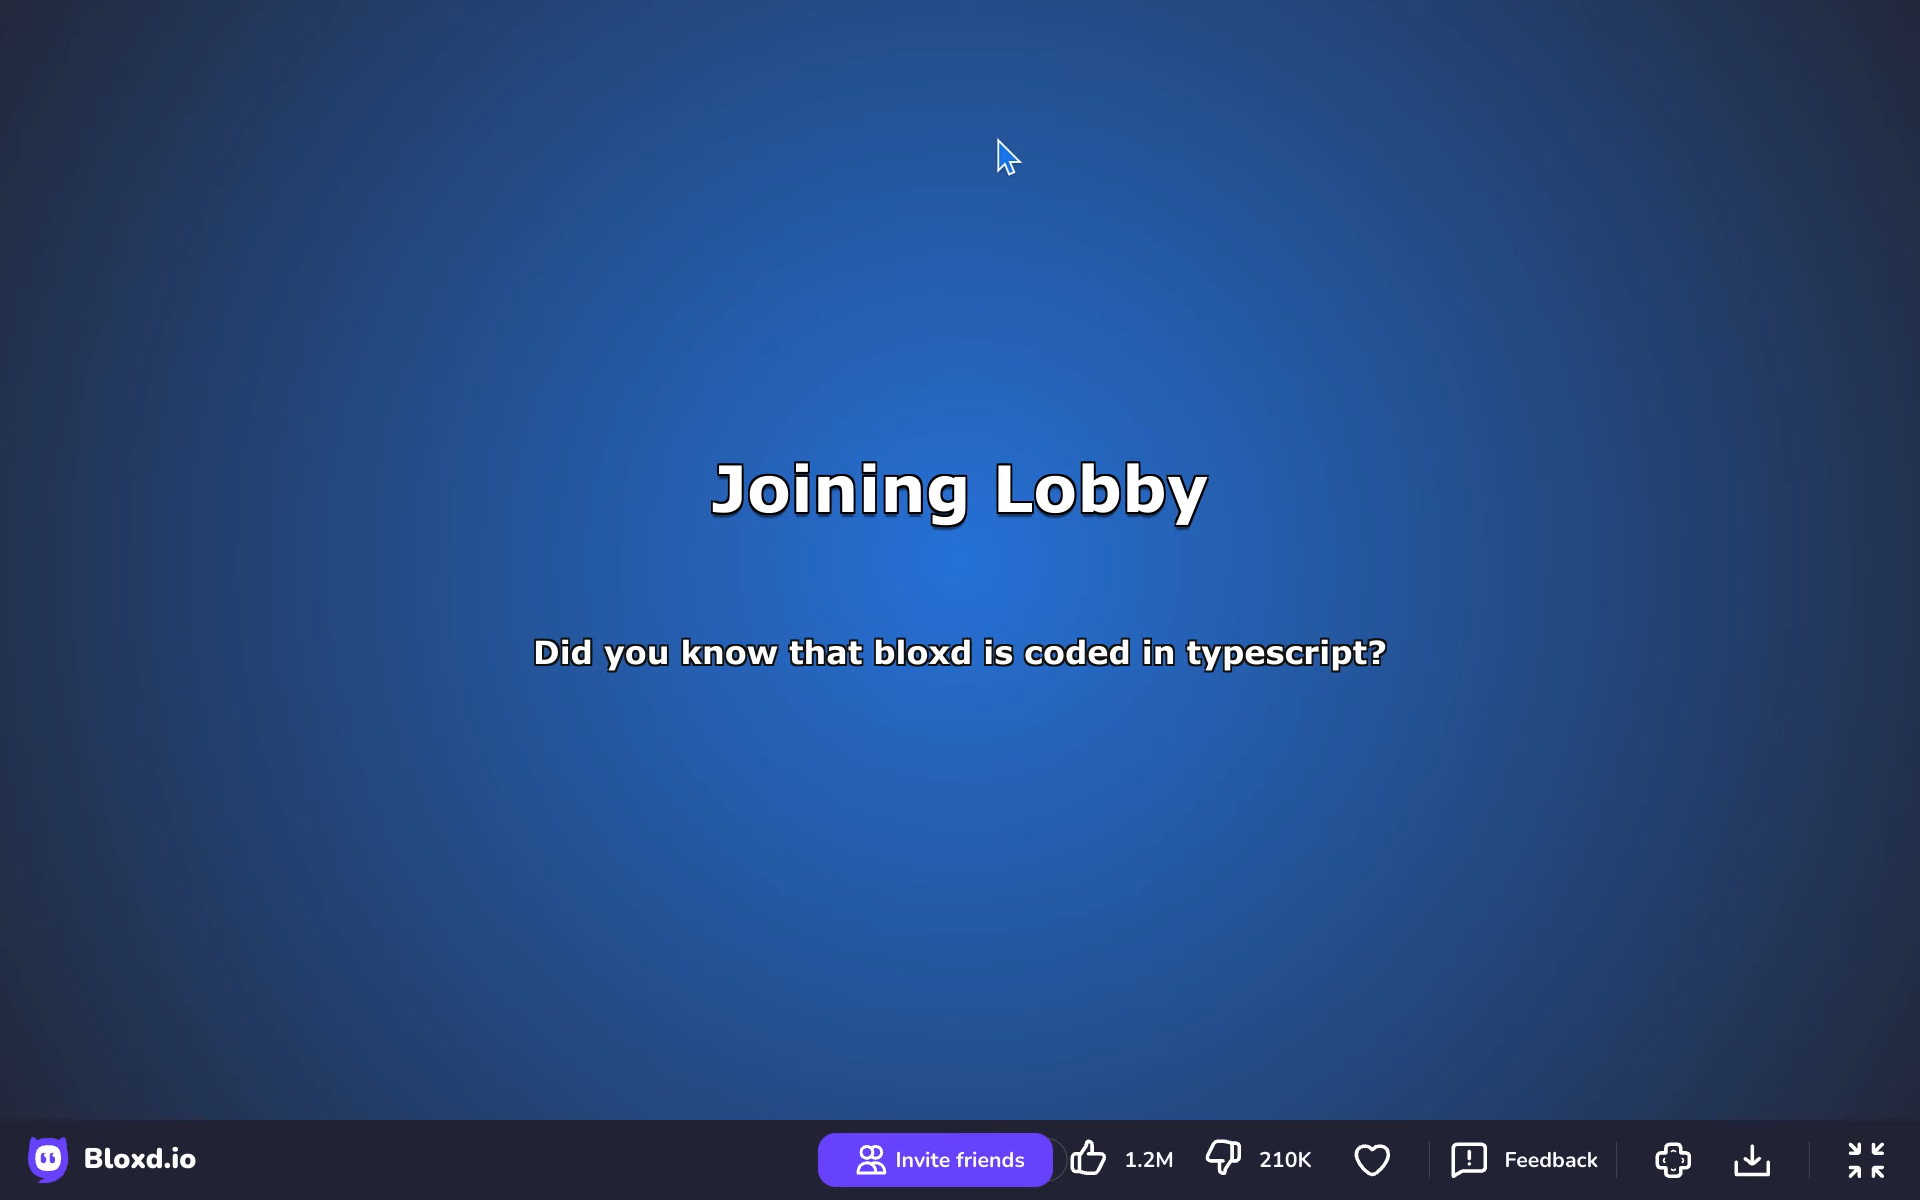 Joining Lobby
Did you know that bloxd is coded in typescript?
Bloxd.io
Invite friends
1.2M
210K
Feedback